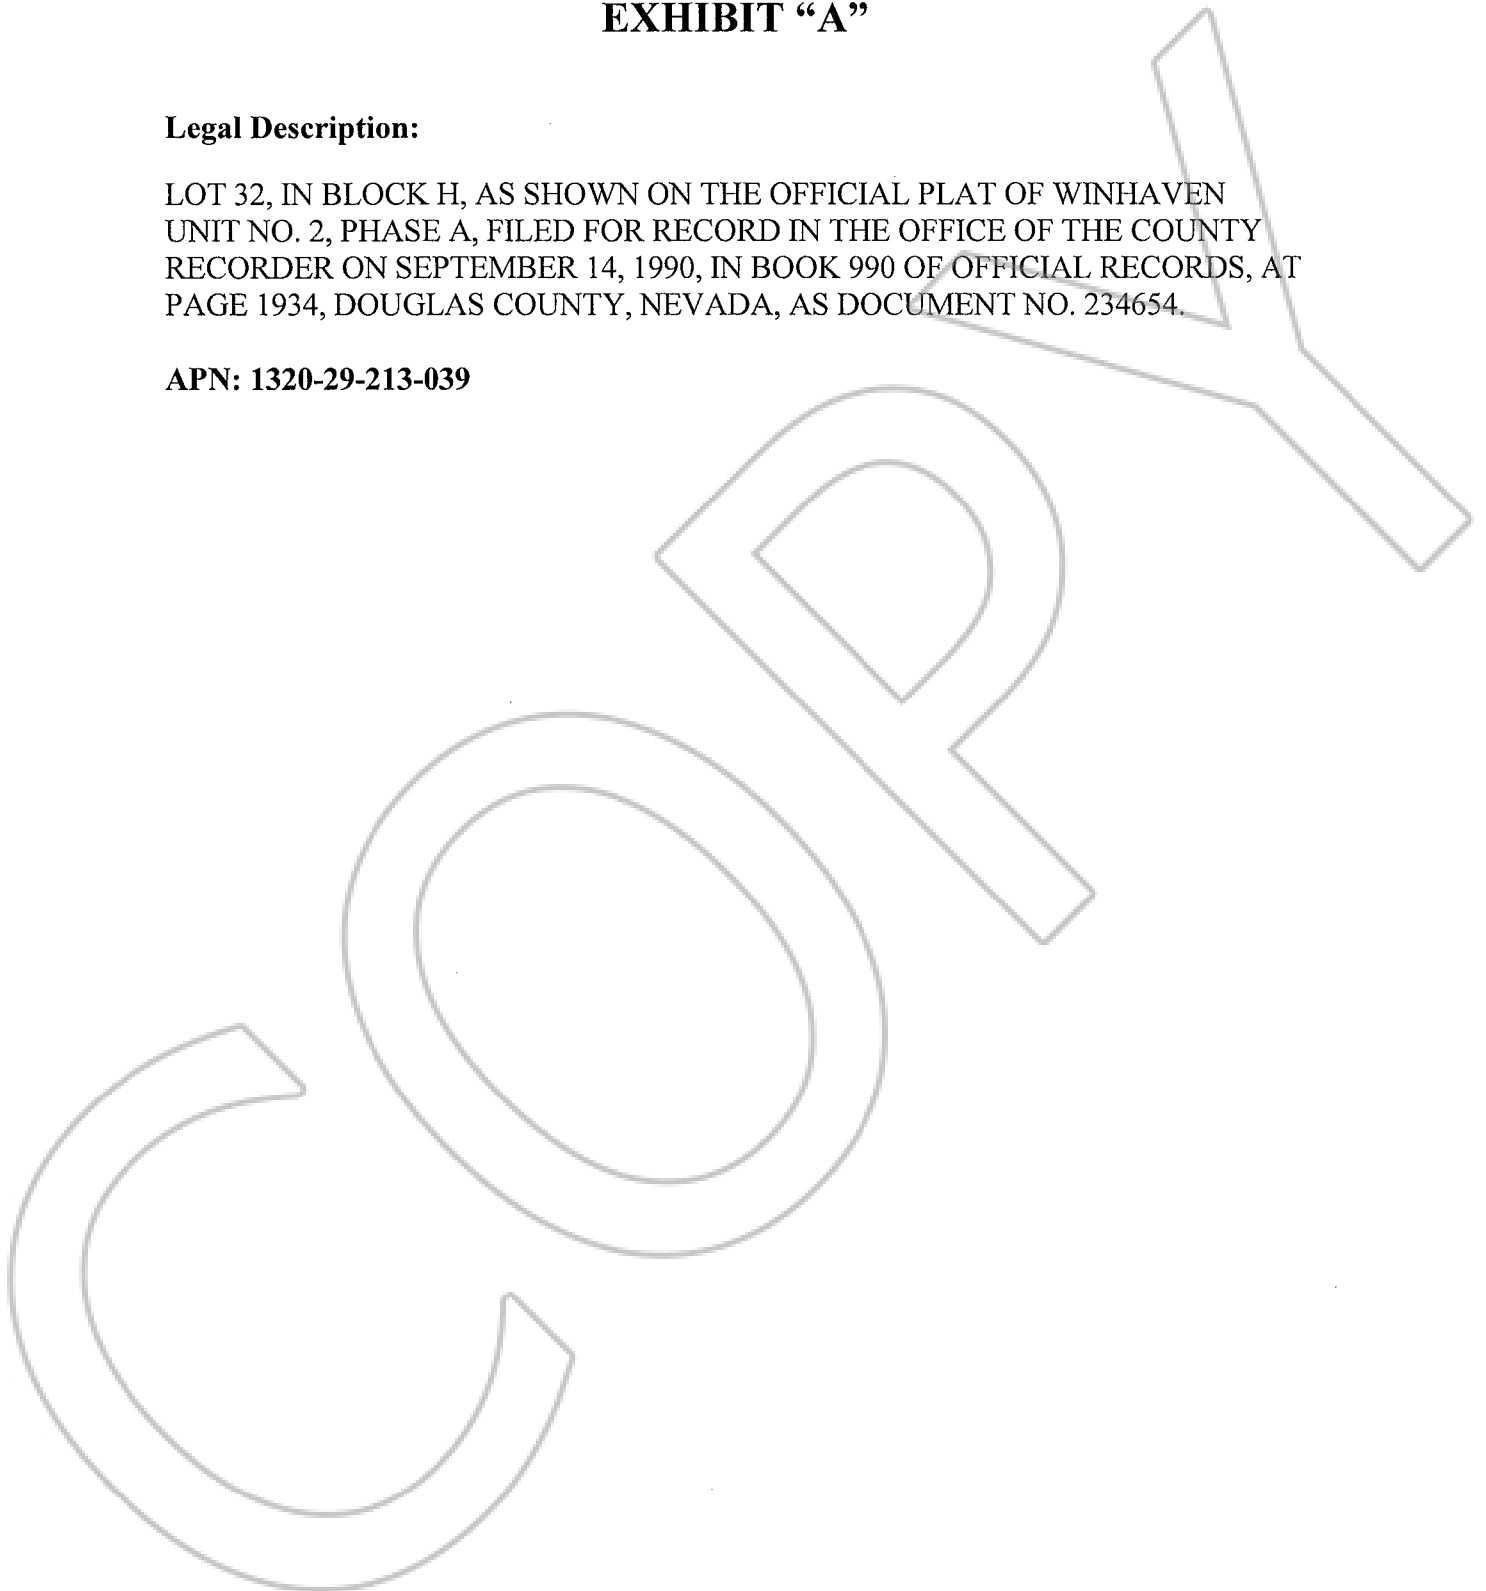 EXHIBIT “A”
Legal Description:
LOT 32, IN BLOCK H, AS SHOWN ON THE OFFICIAL PLAT OF WINHAVEN
UNIT NO. 2, PHASE A, FILED FOR RECORD IN THE OFFICE OF THE COUNTY
RECORDER ON SEPTEMBER 14, 1990, IN BOOK 990 OF OFFICIAL RECORDS, AT
PAGE 1934, DOUGLAS COUNTY, NEVADA, AS DOCUMENT NO. 234654.
APN: 1320-29-213-039
COPY